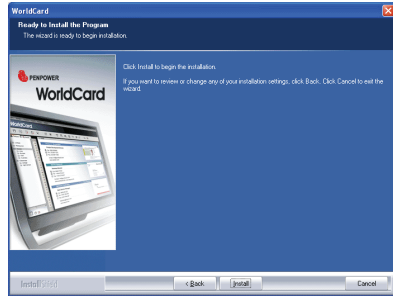 WorldCard
Ready to Install the Program
The wizard is ready to begin installation.
PENPOWER
WorldCard
Click Install to begin the installation.
If you want to review or change any of your installation settings, click Back. Click Cancel to exit the
wizard.
InstallShield
< Back
Install
Cancel